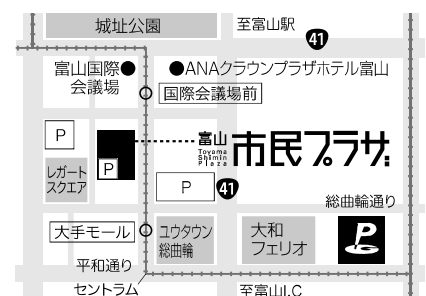 城址公園
至富山駅
41
富山国際●
会議場
●ANAクラウンプラザホテル富山
国際会議場前
P
P
レガート
スクエア
富山
Toyama
Shimin
Plaza
市民プラザ
P
41
総曲輪通り
大手モール
ユウタウン
総曲輪
大和
フェリオ
P
G
平和通り
セントラム
至富山I.C